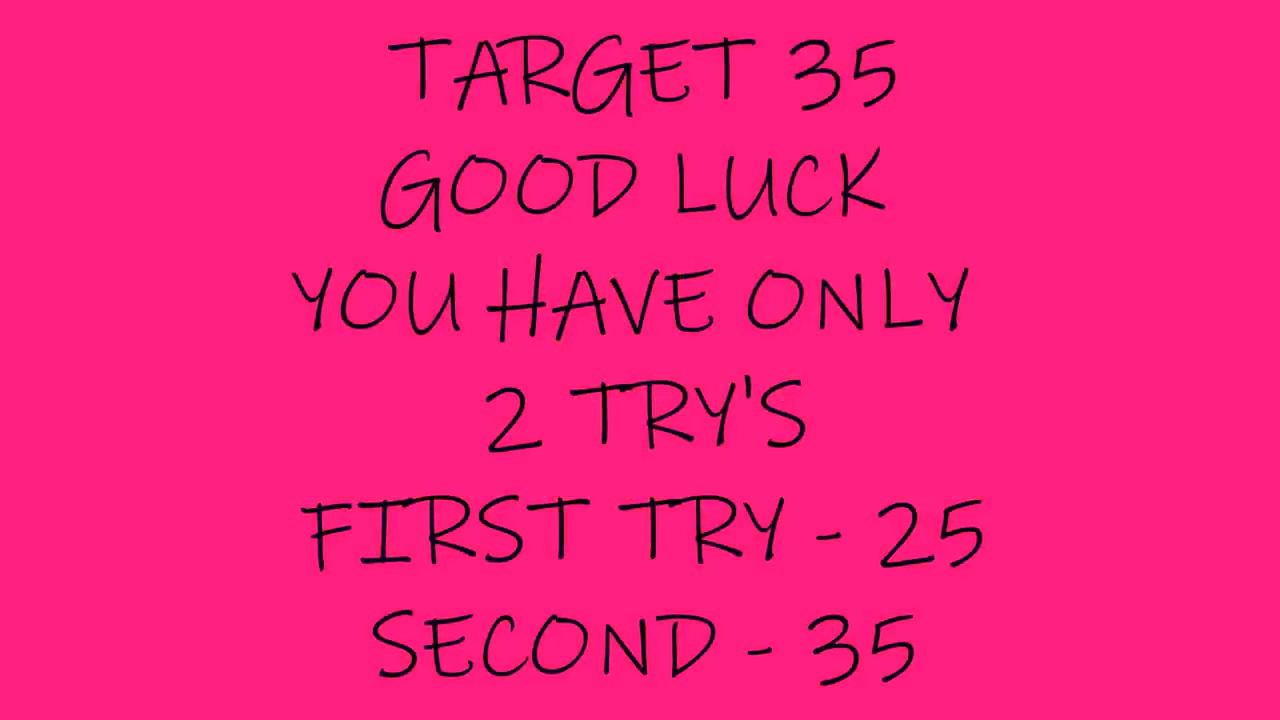 TARGET 35
GOOD LUCK
YOU HAVE ONLY
2 TRY'S
FIRST TRY - 25
SECOND - 35